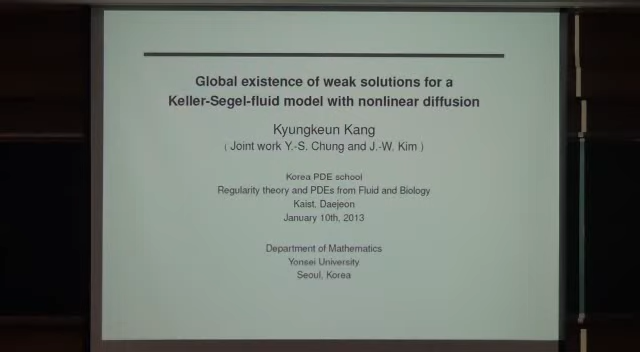 Global existence of weak solutions for a
Keller-Segel-fluid model with nonlinear diffusion
Kyungkeun Kang
( Joint work Y.-S. Chung and J.-W. Kim )
Korea PDE school
Regularity theory and PDEs from Fluid and Biology
Kaist, Daejeon
January 10th, 2013
Department of Mathematics
Yonsei University
Seoul, Korea